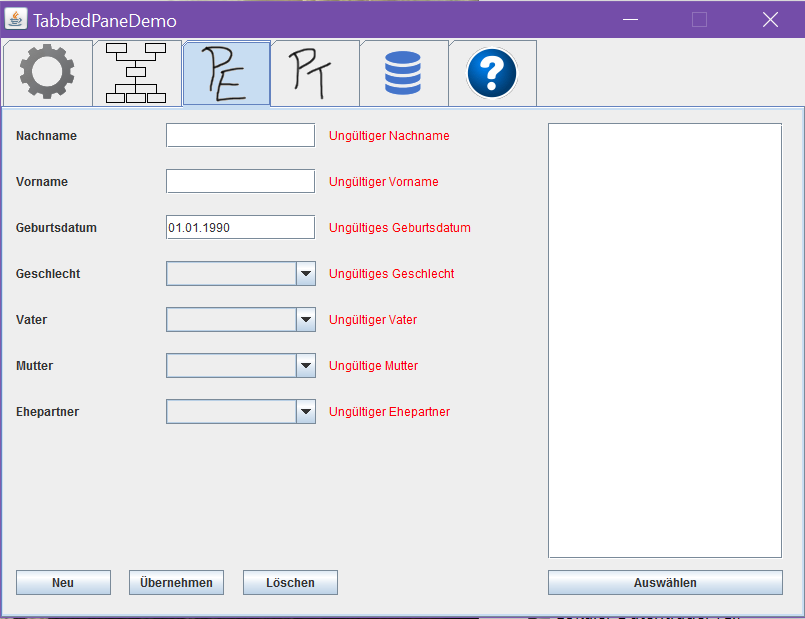 TabbedPaneDemo
PE
PT
?
Nachname
Ungültiger Nachname
Vorname
Ungültiger Vorname
Geburtsdatum
01.01.1990
Ungültiges Geburtsdatum
Geschlecht
Ungültiges Geschlecht
Vater
Ungültiger Vater
Mutter
Ungültige Mutter
Ehepartner
Ungültiger Ehepartner
Neu
Übernehmen
Löschen
Auswählen